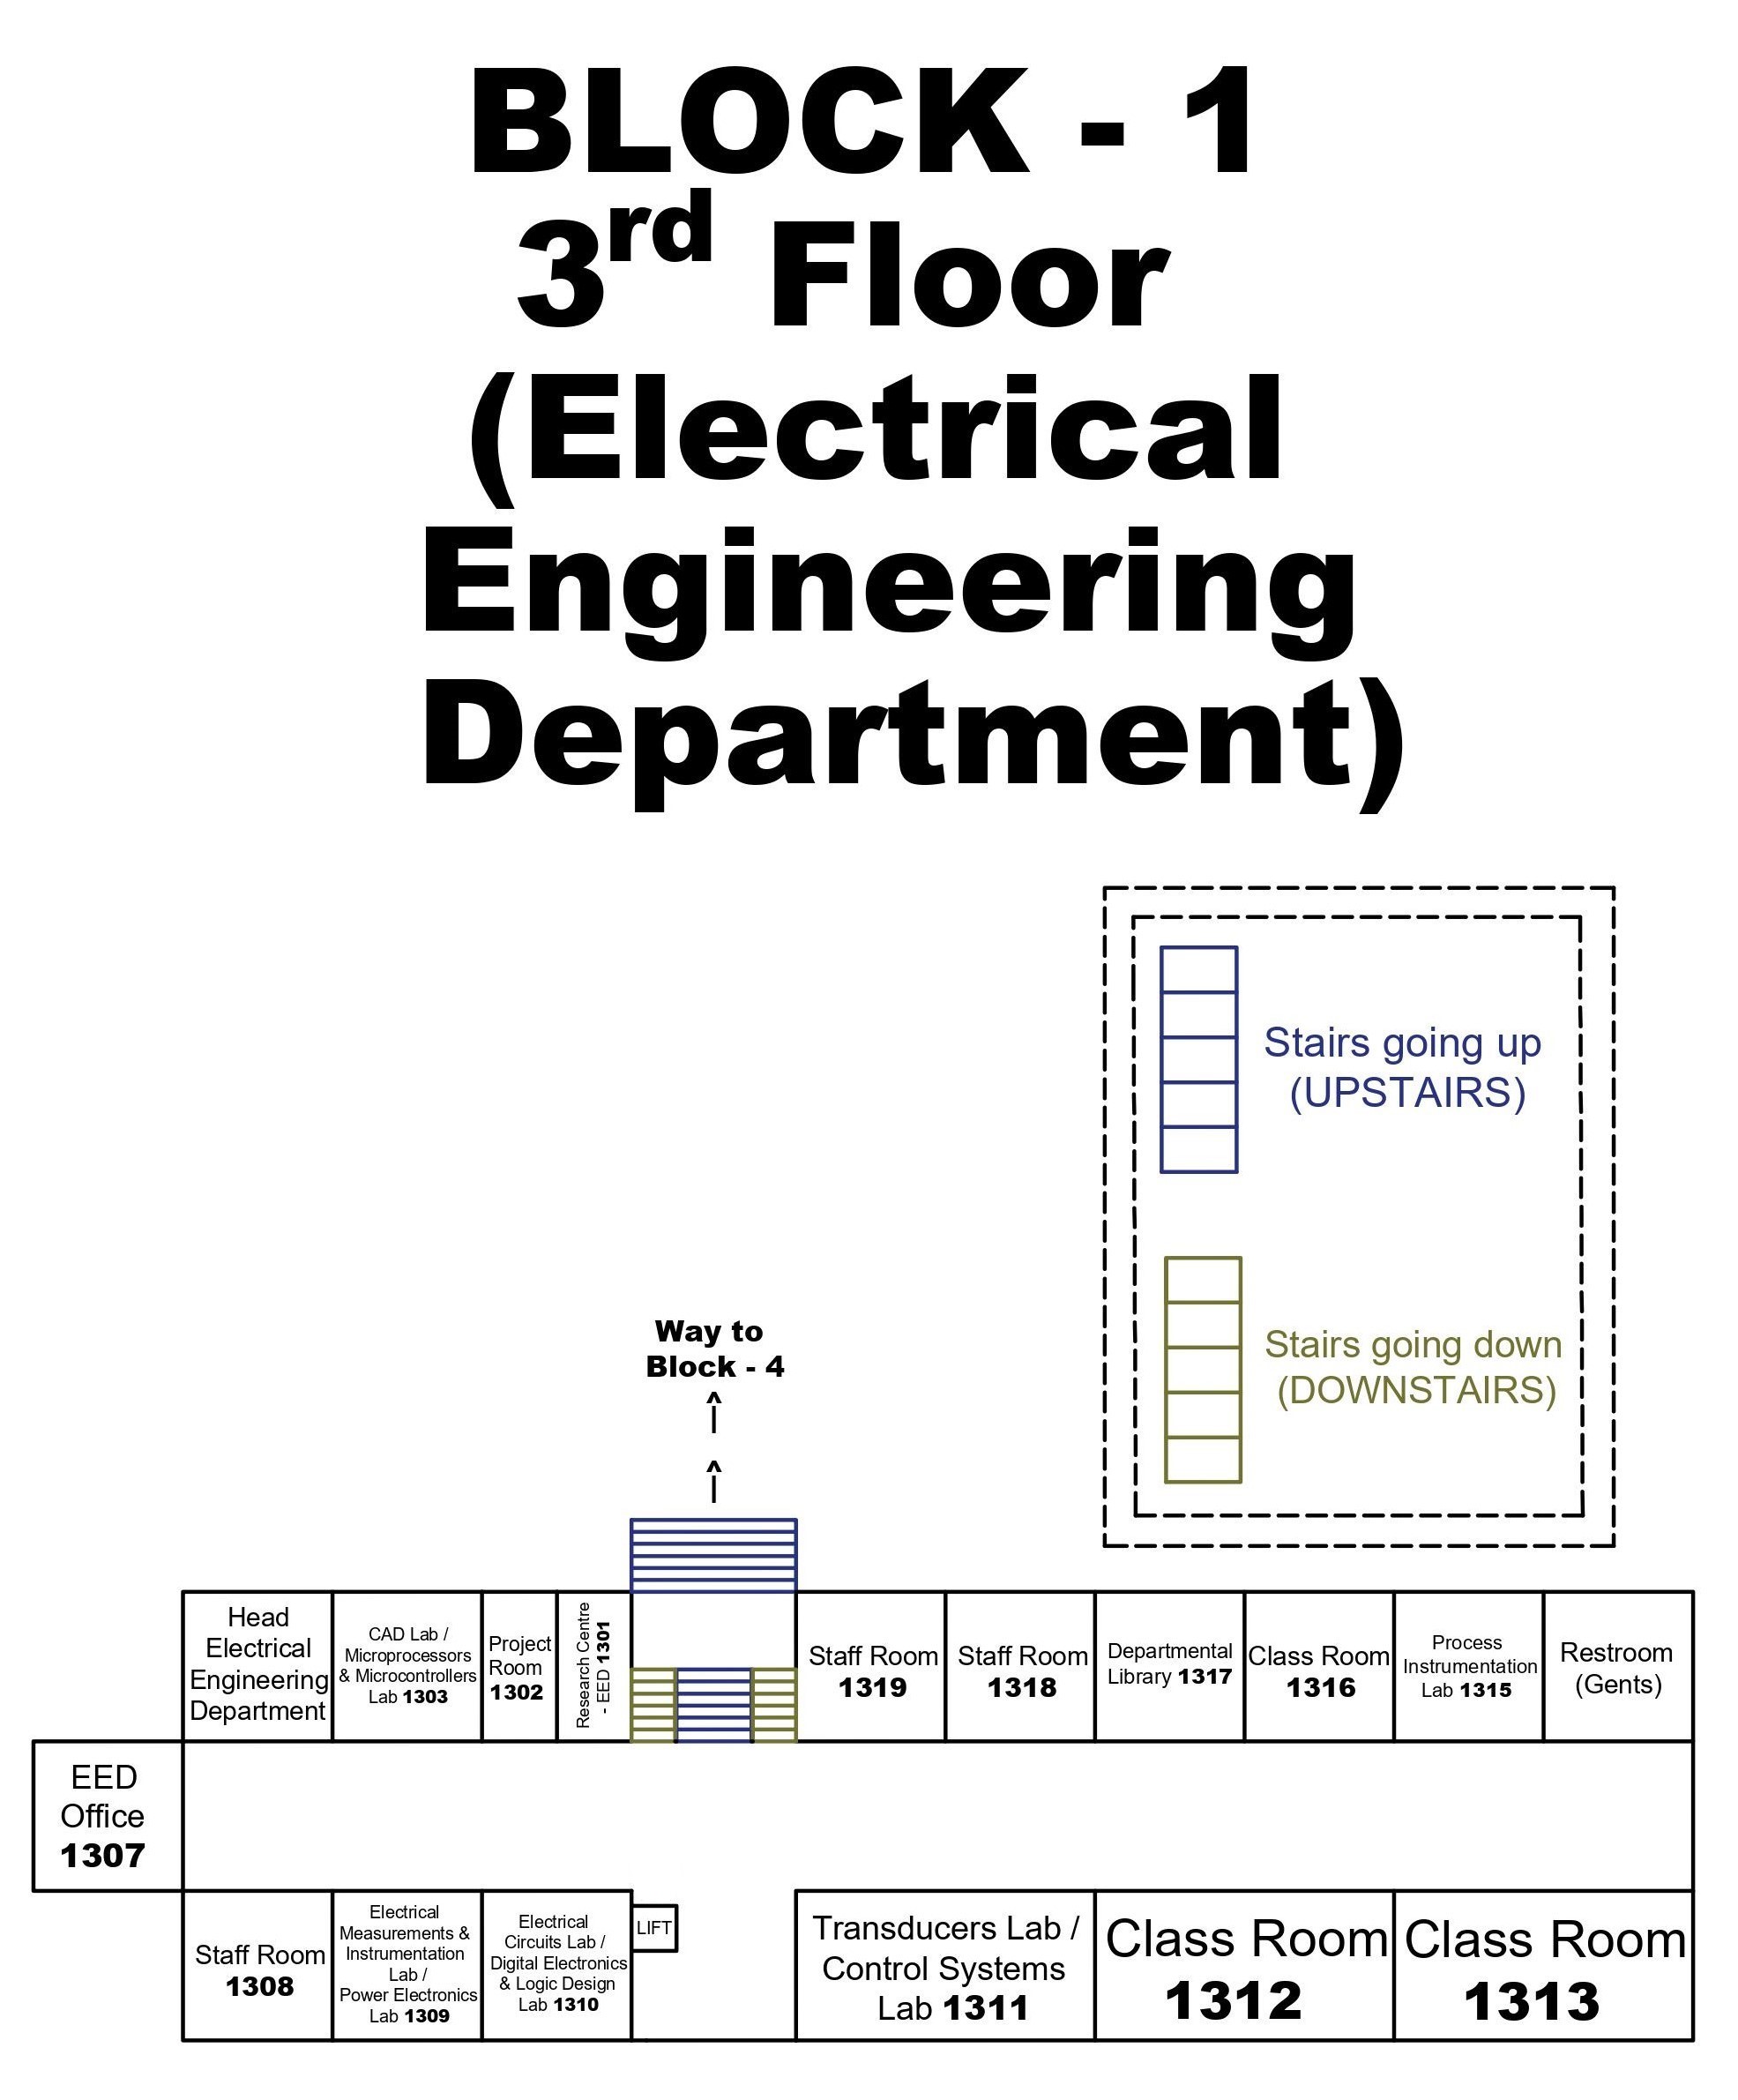 BLOCK - 1
3rd Floor
(Electrical
Engineering
Department)
Stairs going up
(UPSTAIRS)
Stairs going down
(DOWNSTAIRS)
Way to
Block - 4
Head
Electrical
Engineering
Department
CAD Lab /
Microprocessors
& Microcontrollers
Lab 1303
Project
Room
1302
Research Centre
- EED 1301
Staff Room
1319
Staff Room
1318
Departmental
Library 1317
Class Room
1316
Process
Instrumentation
Lab 1315
Restroom
(Gents)
EED
Office
1307
Staff Room
1308
Electrical
Measurements &
Instrumentation
Lab /
Power Electronics
Lab 1309
Electrical
Circuits Lab /
Digital Electronics
& Logic Design
Lab 1310
LIFT
Transducers Lab /
Control Systems
Lab 1311
Class Room
1312
Class Room
1313